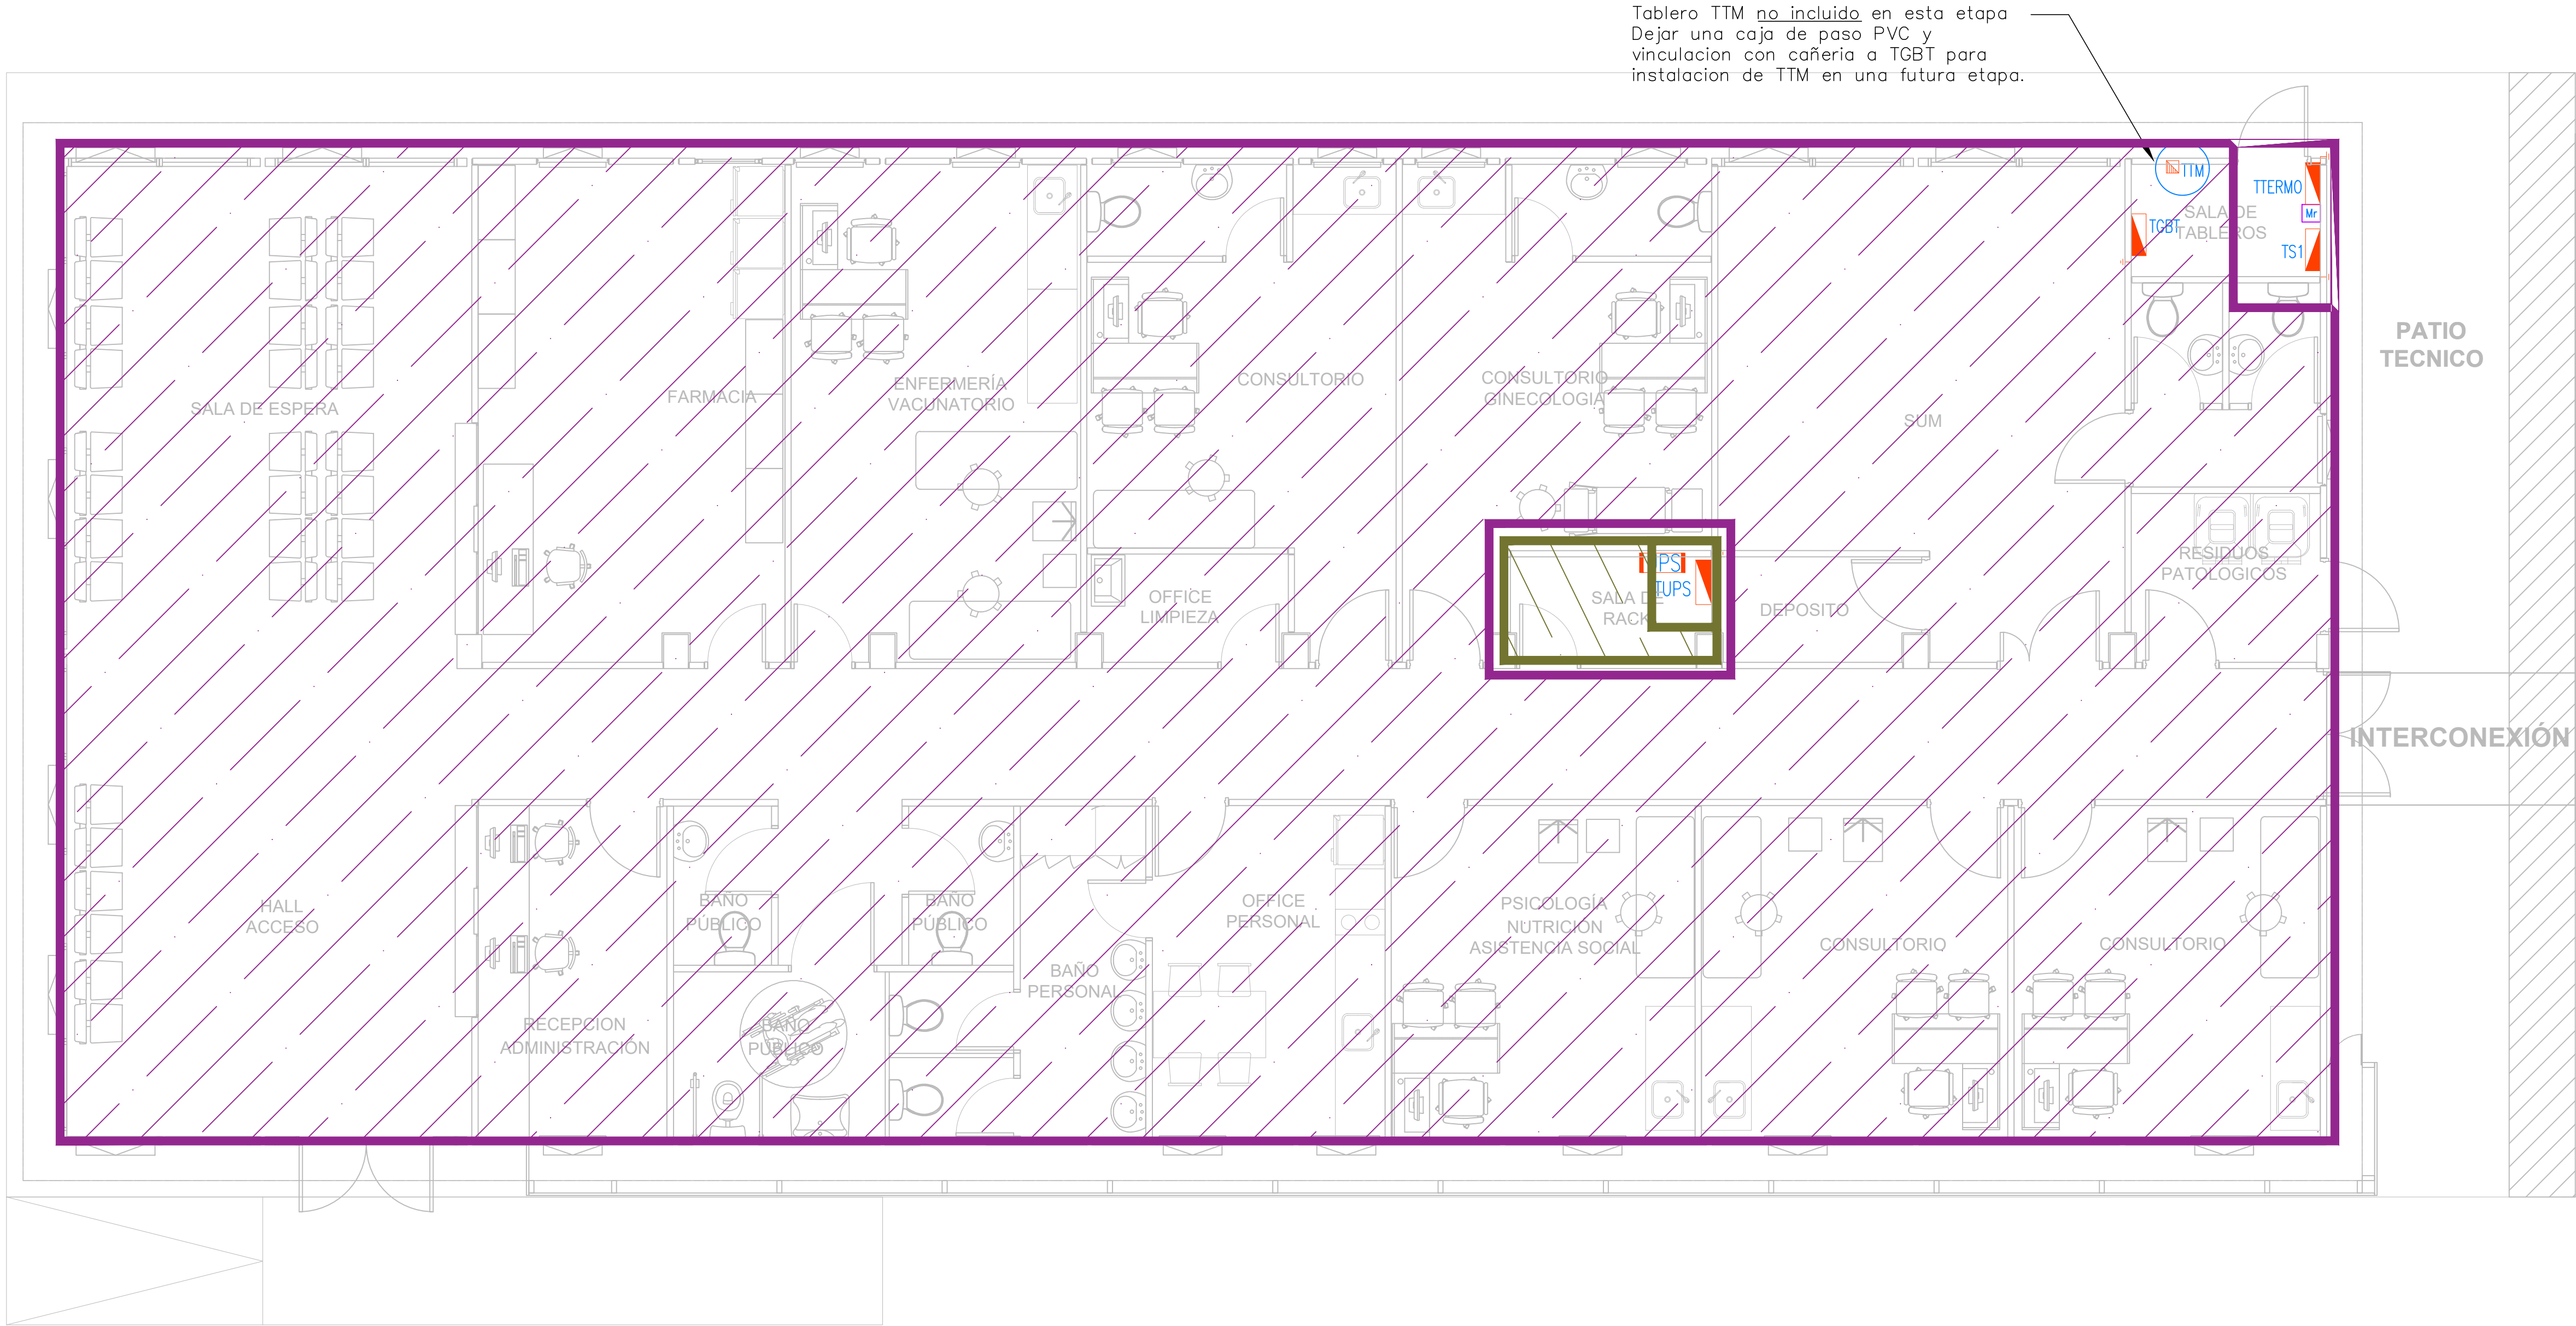 Tablero TTM no incluido en esta etapa
Dejar una caja de paso PVC y
vinculacion con cañeria a TGBT para
instalacion de TTM en una futura etapa.
TTM
TTERMO
Mr
TS1
TGBT
SALA DE
TABLEROS
PATIO
TECNICO
SALA DE ESPERA
FARMACIA
ENFERMERÍA
VACUNATORIO
CONSULTORIO
CONSULTORIO
GINECOLOGIA
SUM
RESIDUOS
PATOLOGICOS
OFFICE
LIMPIEZA
UPS
TUPS
SALA DE
RACK
DEPOSITO
INTERCONEXIÓN
HALL
ACCESO
BAÑO
PÚBLICO
BAÑO
PÚBLICO
OFFICE
PERSONAL
PSICOLOGÍA
NUTRICION
ASISTENCIA SOCIAL
CONSULTORIO
CONSULTORIO
BAÑO
PERSONAL
RECEPCION
ADMINISTRACIÓN
BAÑO
PÚBLICO